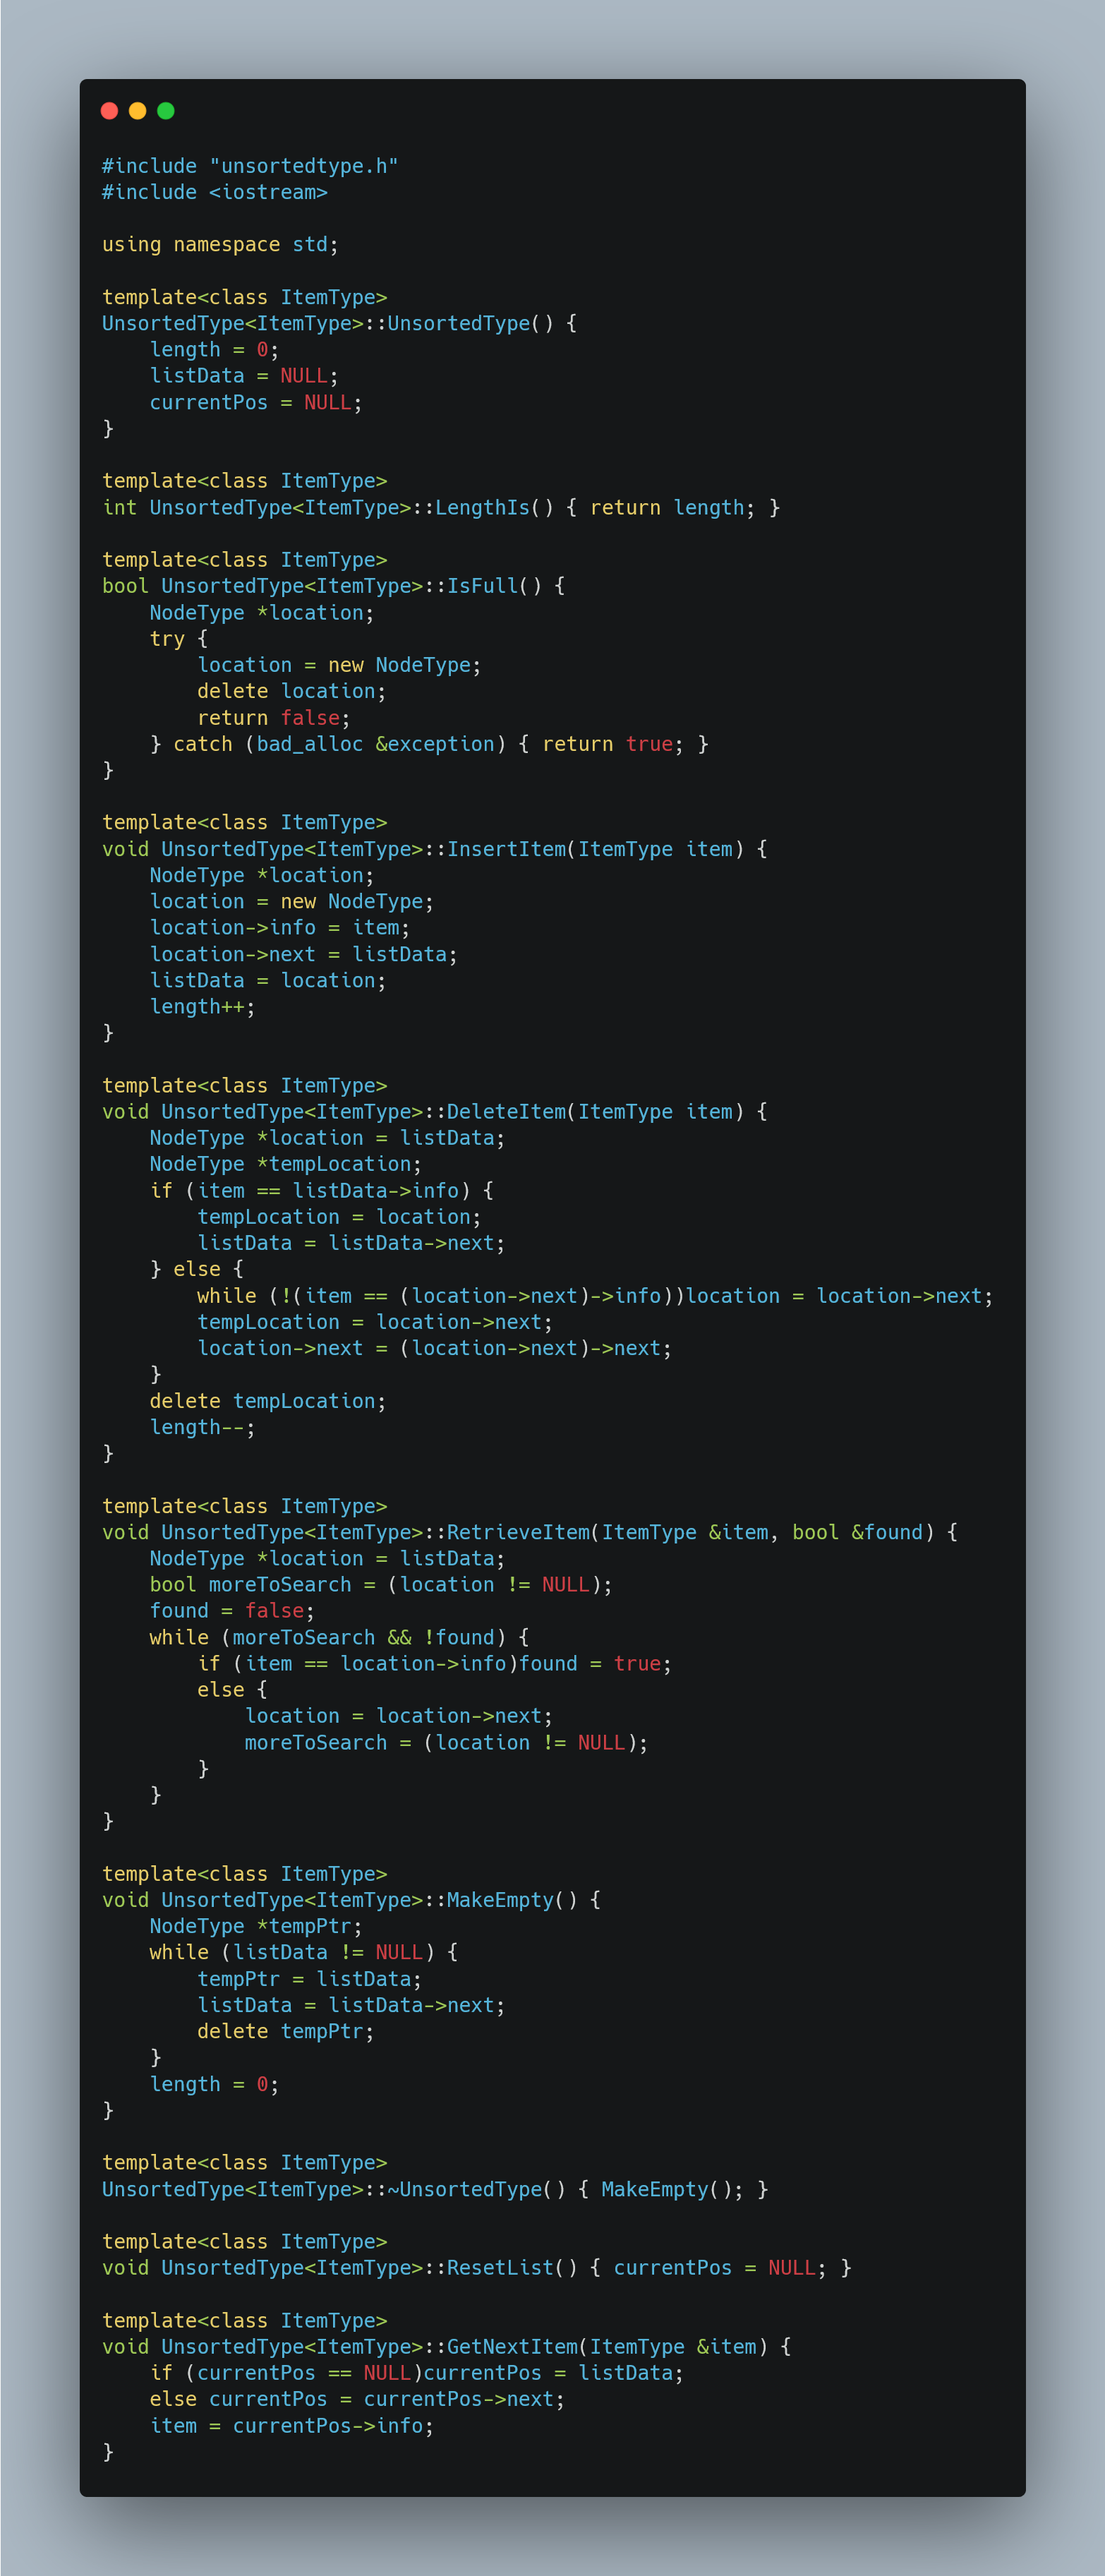 #include "unsortedtype.h"
#include <iostream>

using namespace std;

template<class ItemType>
UnsortedType<ItemType>::UnsortedType() {
    length = 0;
    listData = NULL;
    currentPos = NULL;
}

template<class ItemType>
int UnsortedType<ItemType>::LengthIs() { return length; }

template<class ItemType>
bool UnsortedType<ItemType>::IsFull() {
    NodeType *location;
    try {
        location = new NodeType;
        delete location;
        return false;
    } catch (bad_alloc &exception) { return true; }
}

template<class ItemType>
void UnsortedType<ItemType>::InsertItem(ItemType item) {
    NodeType *location;
    location = new NodeType;
    location->info = item;
    location->next = listData;
    listData = location;
    length++;
}

template<class ItemType>
void UnsortedType<ItemType>::DeleteItem(ItemType item) {
    NodeType *location = listData;
    NodeType *tempLocation;
    if (item == listData->info) {
        tempLocation = location;
        listData = listData->next;
    } else {
        while (!(item == (location->next)->info))location = location->next;
        tempLocation = location->next;
        location->next = (location->next)->next;
    }
    delete tempLocation;
    length--;
}

template<class ItemType>
void UnsortedType<ItemType>::RetrieveItem(ItemType &item, bool &found) {
    NodeType *location = listData;
    bool moreToSearch = (location != NULL);
    found = false;
    while (moreToSearch && !found) {
        if (item == location->info)found = true;
        else {
            location = location->next;
            moreToSearch = (location != NULL);
        }
    }
}

template<class ItemType>
void UnsortedType<ItemType>::MakeEmpty() {
    NodeType *tempPtr;
    while (listData != NULL) {
        tempPtr = listData;
        listData = listData->next;
        delete tempPtr;
    }
    length = 0;
}

template<class ItemType>
UnsortedType<ItemType>::~UnsortedType() { MakeEmpty(); }

template<class ItemType>
void UnsortedType<ItemType>::ResetList() { currentPos = NULL; }

template<class ItemType>
void UnsortedType<ItemType>::GetNextItem(ItemType &item) {
    if (currentPos == NULL)currentPos = listData;
    else currentPos = currentPos->next;
    item = currentPos->info;
}